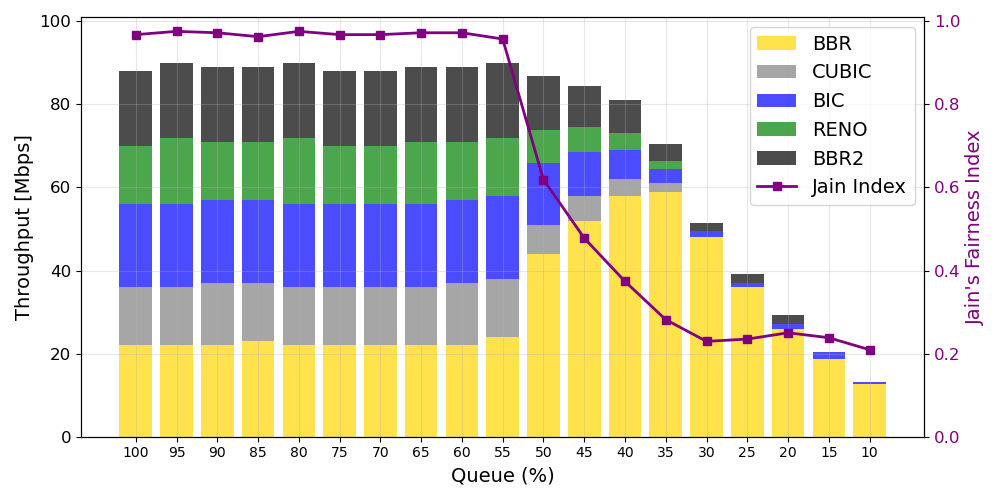 100
80
60
40
20
0
Throughput [Mbps]
1.0
0.8
0.6
0.4
0.2
0.0
Jain's Fairness Index
BBR
CUBIC
BIC
RENO
BBR2
Jain Index
100 95 90 85 80 75 70 65 60 55 50 45 40 35 30 25 20 15 10
Queue (%)